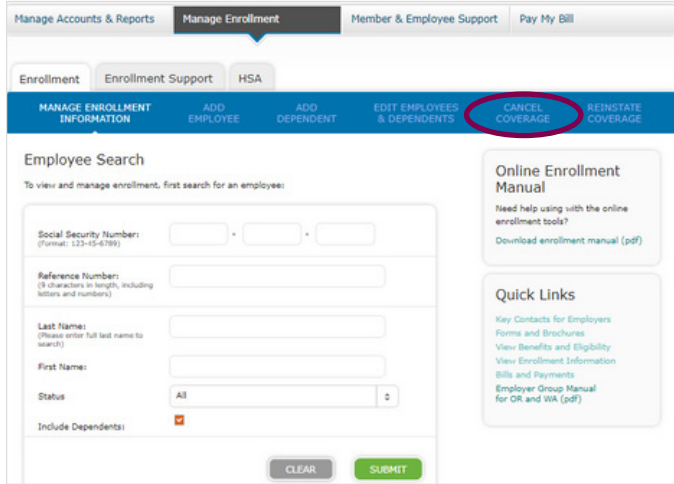 Manage Accounts & Reports
Manage Enrollment
Member & Employee Support
Pay My Bill
Enrollment
Enrollment Support
HSA
MANAGE ENROLLMENT
INFORMATION
ADD
EMPLOYEE
ADD
DEPENDENT
EDIT EMPLOYEES
& DEPENDENTS
CANCEL
COVERAGE
REINSTATE
COVERAGE
Employee Search
To view and manage enrollment, first search for an employee:
Social Security Number:
(Format: 123-45-6789)
-
-
Reference Number:
(9 characters in length, including
letters and numbers)
Last Name:
(Please enter full last name to
search)
First Name:
Status
All
Include Dependents:
CLEAR
SUBMIT
Online Enrollment
Manual
Need help using with the online
enrollment tools?
Download enrollment manual (pdf)
Quick Links
Key Contacts for Employers
Forms and Brochures
View Benefits and Eligibility
View Enrollment Information
Bills and Payments
Employer Group Manual
for OR and WA (pdf)